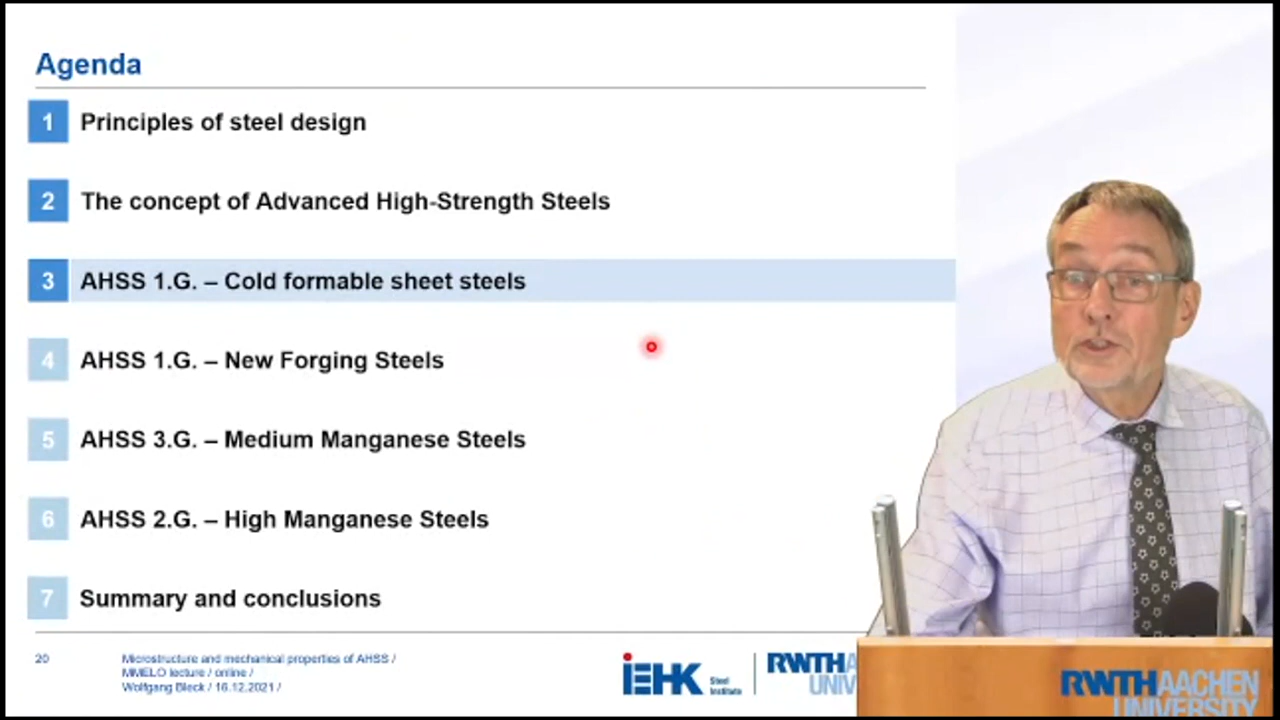 Agenda
1 Principles of steel design
2 The concept of Advanced High-Strength Steels
3 AHSS 1.G. – Cold formable sheet steels
4 AHSS 1.G. – New Forging Steels
5 AHSS 3.G. – Medium Manganese Steels
6 AHSS 2.G. – High Manganese Steels
7 Summary and conclusions
20
Microstructure and mechanical properties of AHSS /
MMELO lecture / online /
Wolfgang Bleck / 16.12.2021 /
iEHK Steel
Institute
RWTHA
UNIV
RWTHAACHEN
UNIVERSITY